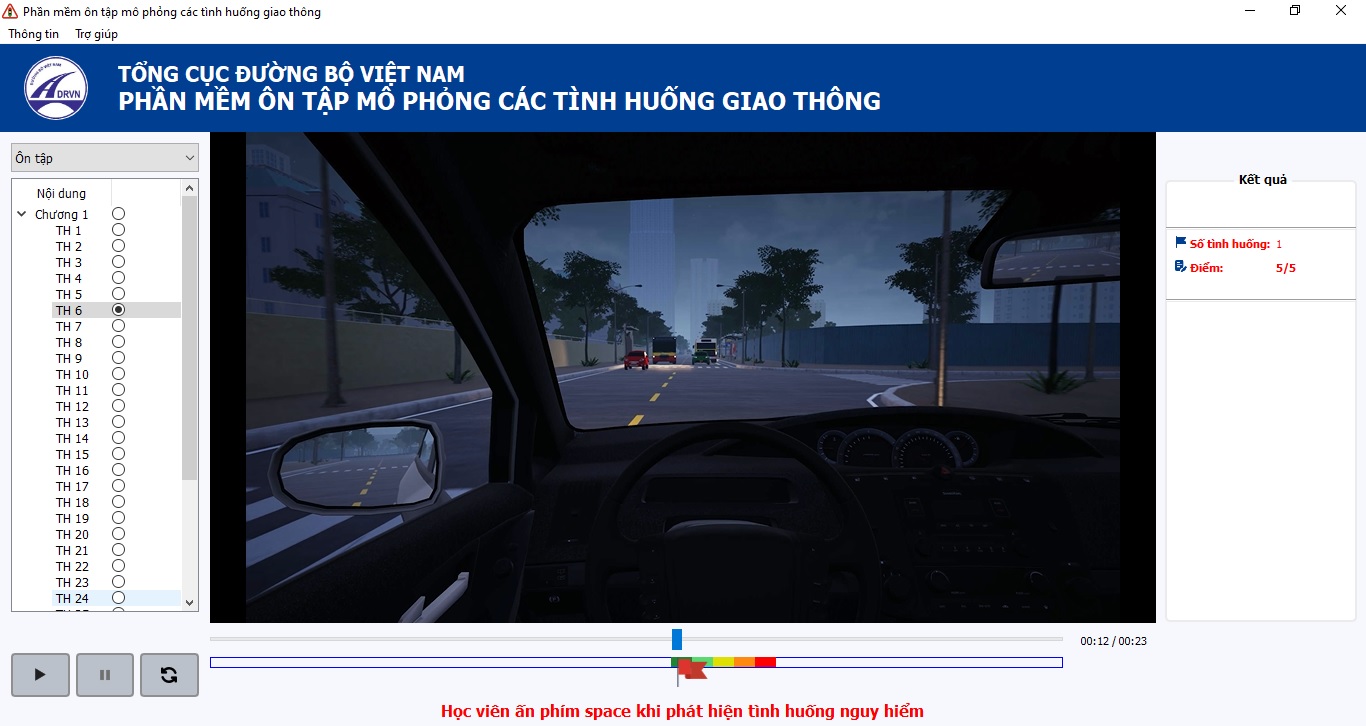 Phần mềm ôn tập mô phỏng các tình huống giao thông
Thông tin Trợ giúp
ĐƯỜNG BỘ VIỆT NAM
DRVN
TỔNG CỤC ĐƯỜNG BỘ VIỆT NAM
PHẦN MỀM ÔN TẬP MÔ PHỎNG CÁC TÌNH HUỐNG GIAO THÔNG
Ôn tập
Nội dung
Chương 1
TH 1
TH 2
TH 3
TH 4
TH 5
TH 6
TH 7
TH 8
TH 9
TH 10
TH 11
TH 12
TH 13
TH 14
TH 15
TH 16
TH 17
TH 18
TH 19
TH 20
TH 21
TH 22
TH 23
TH 24
Kết quả
Số tình huống: 1
Điểm: 5/5
00:12 / 00:23
Học viên ấn phím space khi phát hiện tình huống nguy hiểm